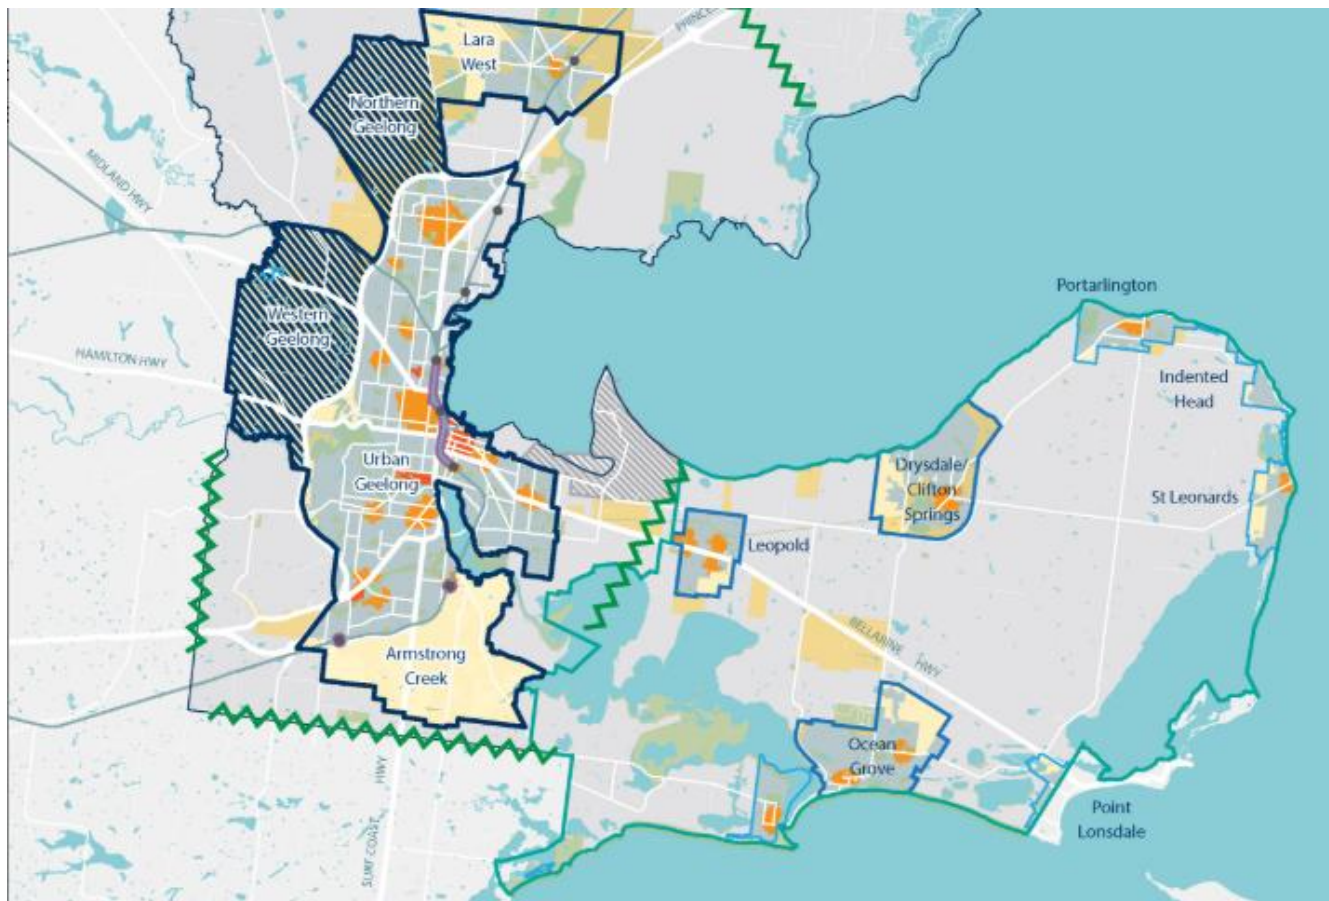 Lara
West
PRINCE
Northern
Geelong
MIDLAND HWY
Western
Geelong
HAMILTON HWY
Portarlington
Indented
Head
Urban
Geelong
Drysdale/
Clifton
Springs
St Leonards
Leopold
BELLARINE HWY
Armstrong
Creek
Ocean
Grove
SURF COAST HWY
Point
Lonsdale